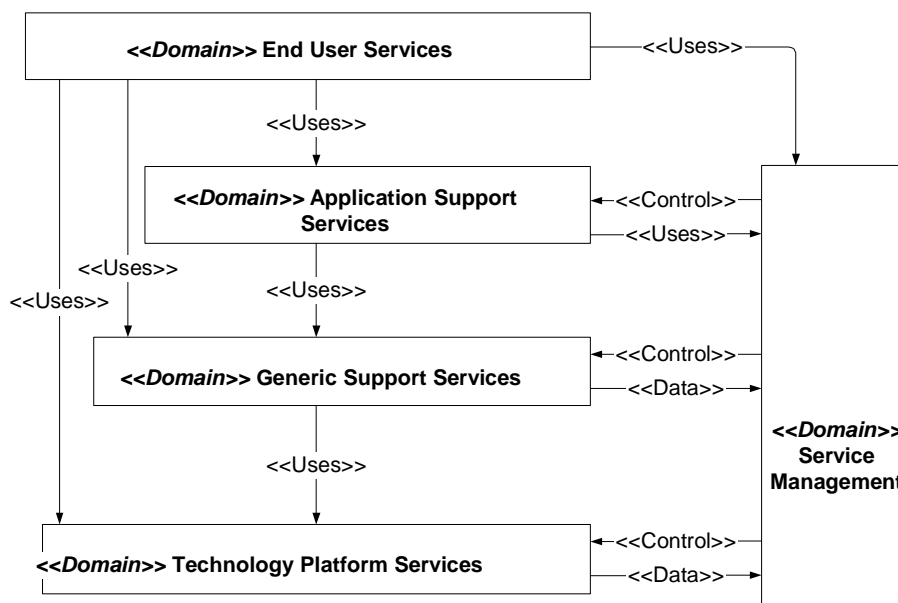 <<Domain>> End User Services
<<Uses>>
<<Uses>>
<<Domain>> Application Support
Services
<<Control>>
<<Uses>>
<<Uses>>
<<Uses>>
<<Uses>>
<<Domain>> Generic Support Services
<<Control>>
<<Data>>
<<Domain>>
Service
Management
<<Uses>>
<<Domain>> Technology Platform Services
<<Control>>
<<Data>>